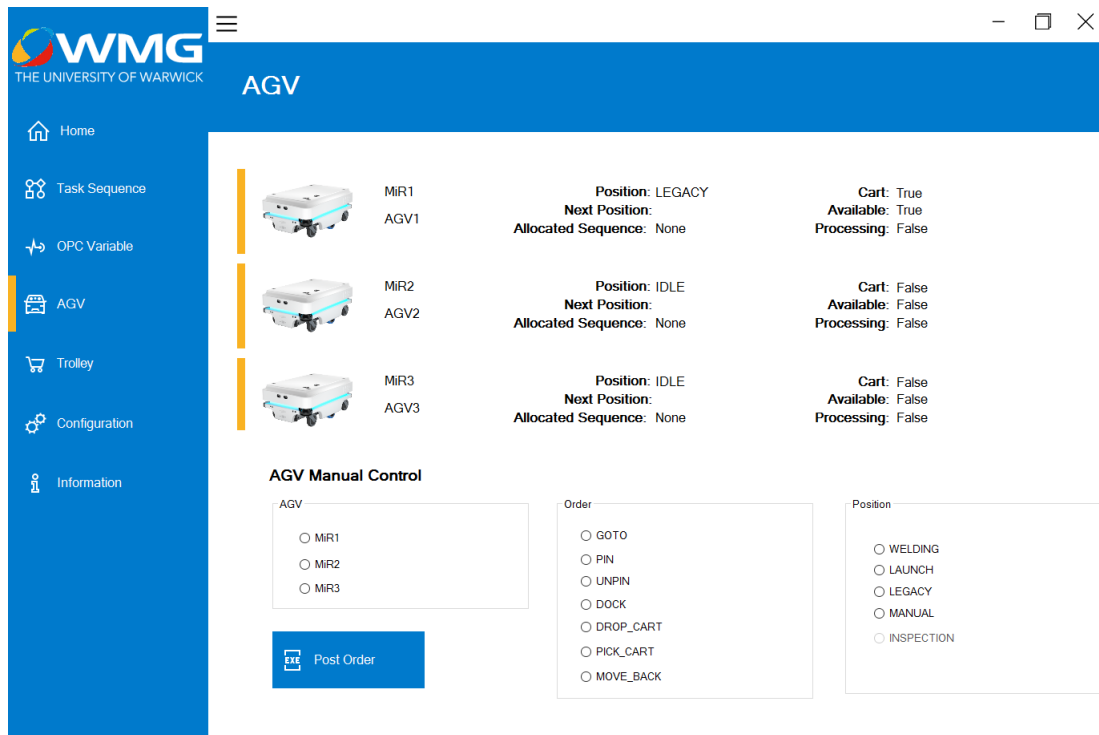 WMG
THE UNIVERSITY OF WARWICK
AGV
Home
Task Sequence
OPC Variable
AGV
Trolley
Configuration
Information
MiR1 Position: LEGACY Cart: True
Next Position: Available: True
AGV1
Allocated Sequence: None Processing: False
MiR2 Position: IDLE Cart: False
Next Position: Available: False
AGV2
Allocated Sequence: None Processing: False
MiR3 Position: IDLE Cart: False
Next Position: Available: False
AGV3
Allocated Sequence: None Processing: False
AGV Manual Control
AGV
MiR1
MiR2
MiR3
EXE Post Order
Order
GOTO
PIN
UNPIN
DOCK
DROP_CART
PICK_CART
MOVE_BACK
Position
WELDING
LAUNCH
LEGACY
MANUAL
INSPECTION